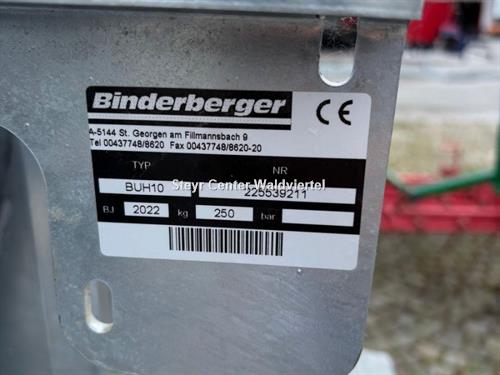 Binderberger
CE
A-5144 St. Georgen am Fillmannsbach 9
Tel 00437748/8620 Fax 00437748/8620-20
TYP NR
BUH10 225539211
Steyr Center Waldviertel
BJ 2022 kg 250 bar